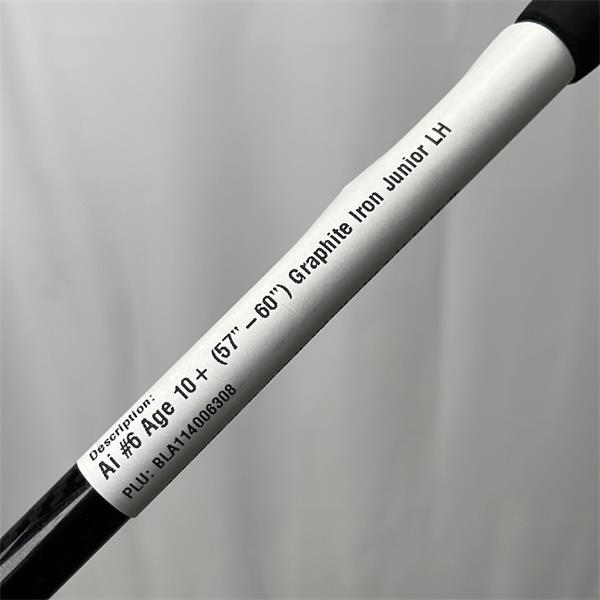 Description:
Ai #6 Age 10+ (57" – 60") Graphite Iron Junior LH
PLU: BLA114006308